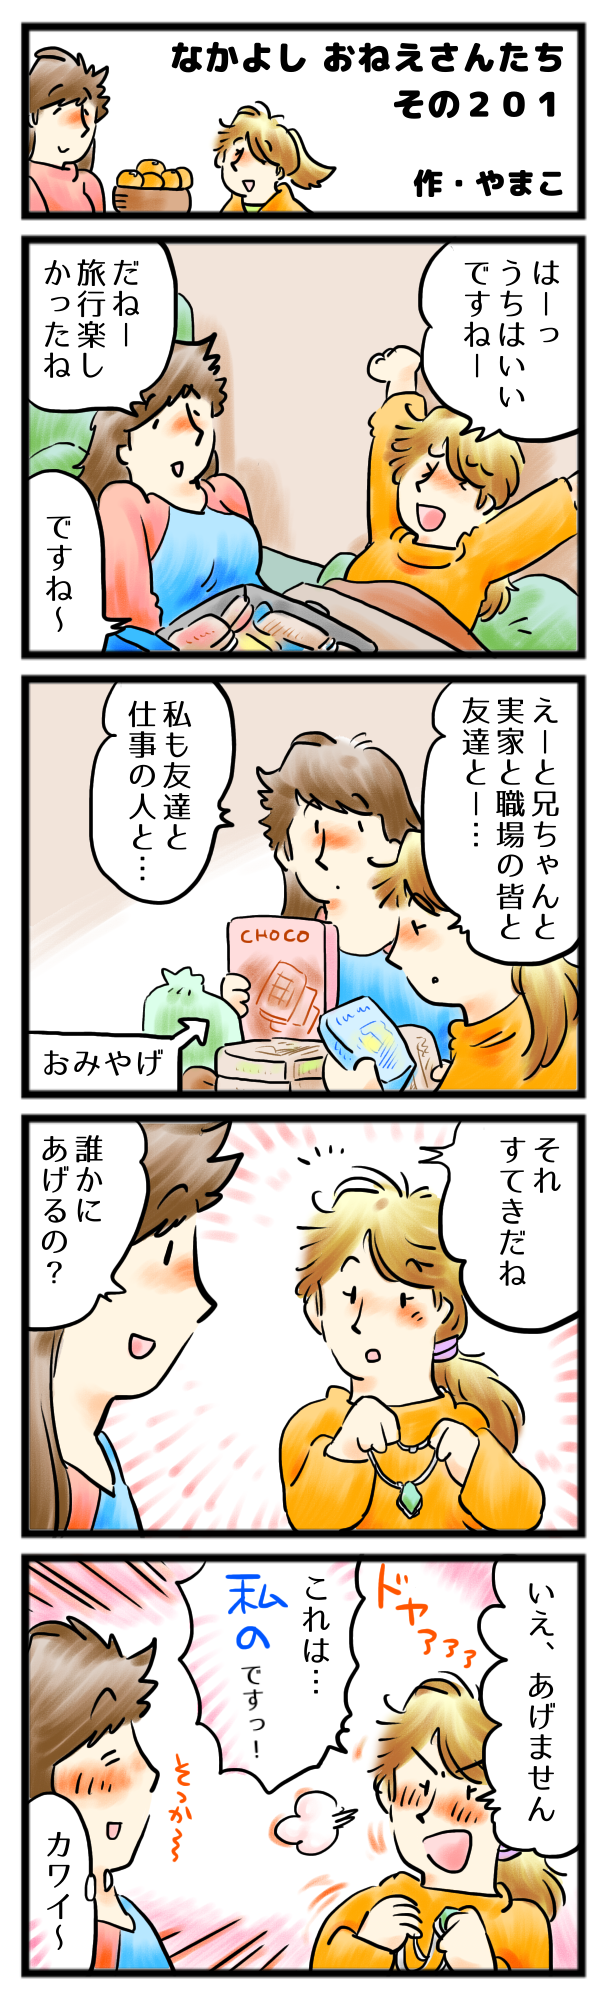 なかよし おねえさんたち
その201
作・やまこ
はーっ
うちはいい
ですねー
だねー
旅行楽し
かったね
ですね〜
えーと兄ちゃんと
実家と職場の皆と
友達とー…
私も友達と
仕事の人と…
CHOCO
おみやげ
それ
すてきだね
誰かに
あげるの？
いえ、あげません
ドヤァァァ
これは…
私の
ですっ！
そっか〜
カワイ〜